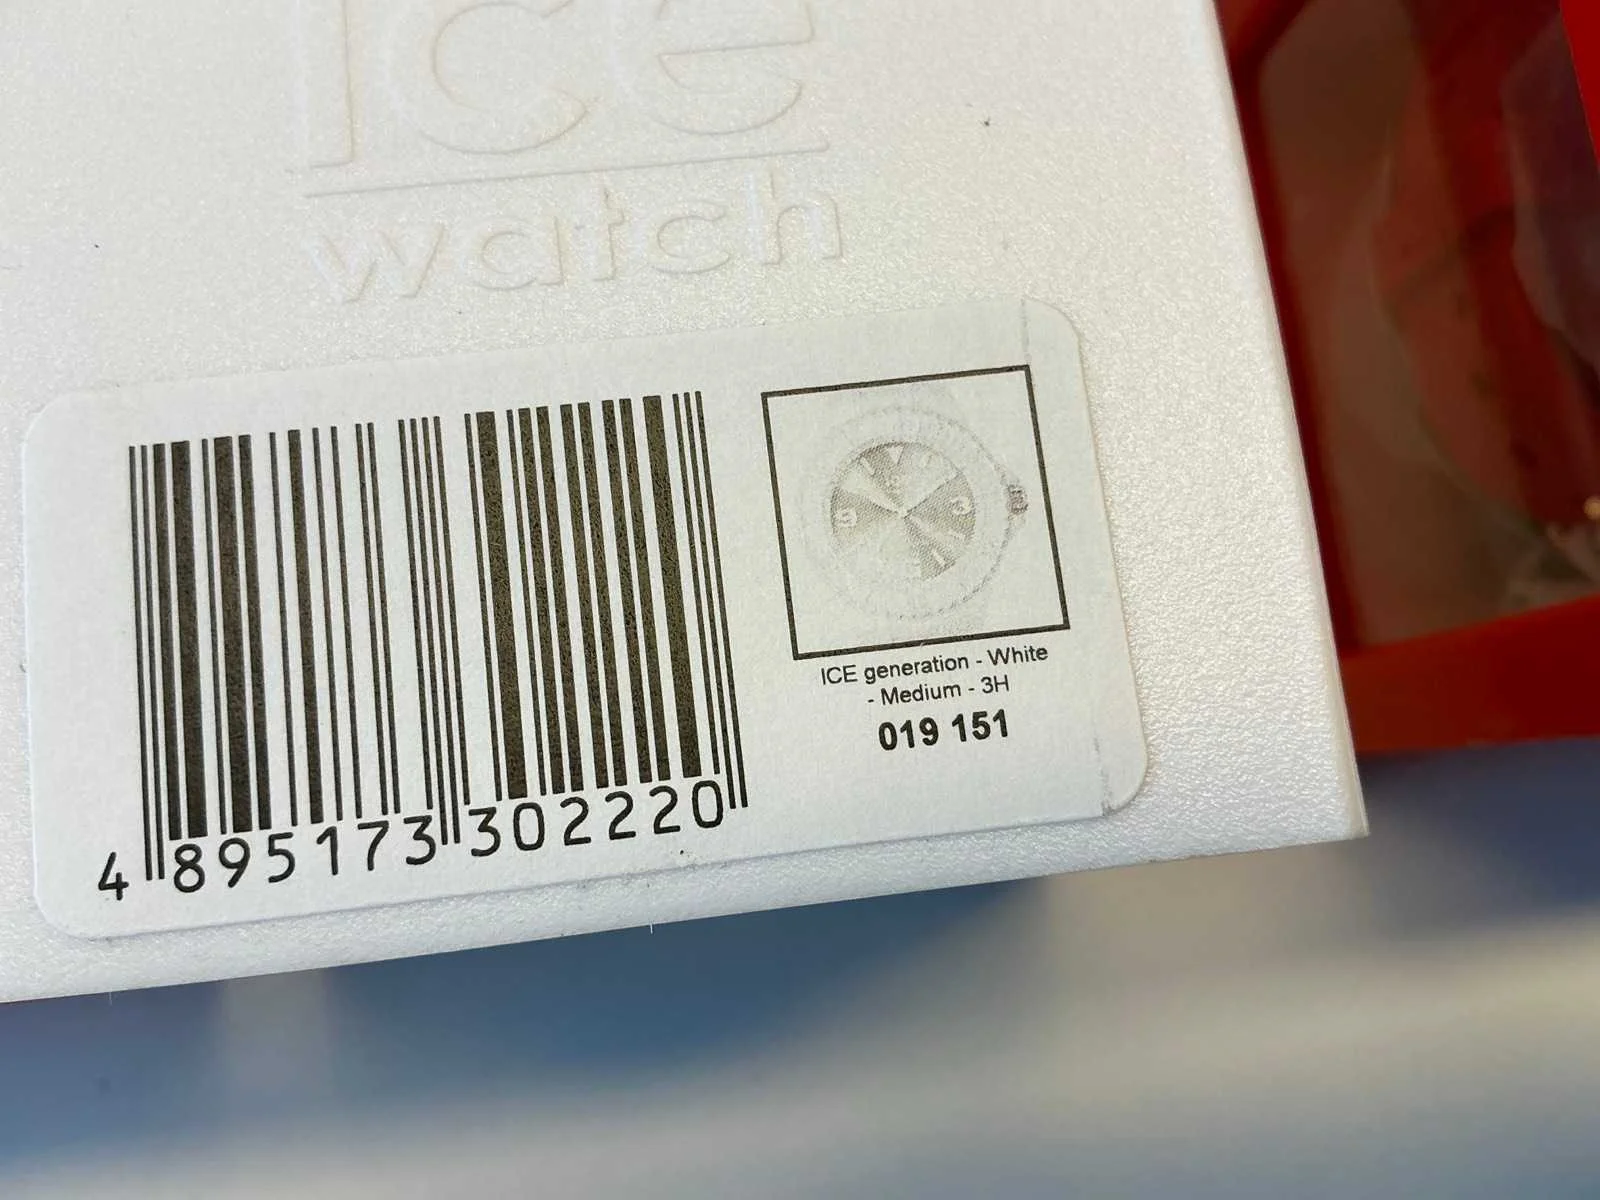 ice
watch
ICE generation - White
- Medium - 3H
019 151
4 895173 302220